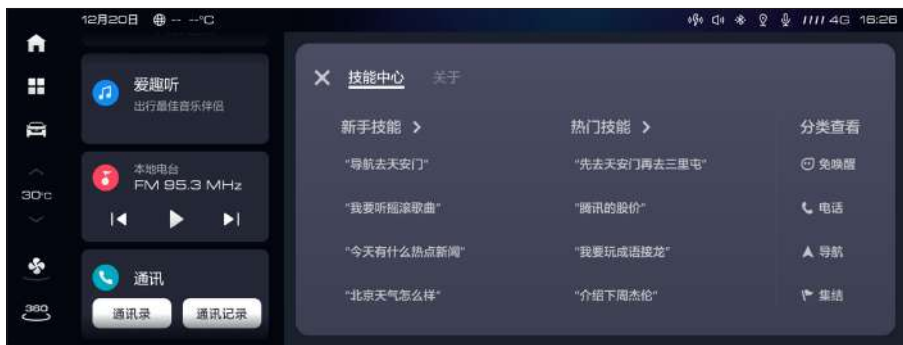 12月20日 -- --°C
4G 16:26
30°C
360
爱趣听
出行最佳音乐伴侣
本地电台
FM 95.3 MHz
通讯
通讯录 通讯记录
技能中心 关于
新手技能 >
"导航去天安门"
"我要听摇滚歌曲"
"今天有什么热点新闻"
"北京天气怎么样"
热门技能 >
"先去天安门再去三里屯"
"腾讯的股价"
"我要玩成语接龙"
"介绍下周杰伦"
分类查看
免唤醒
电话
导航
集结